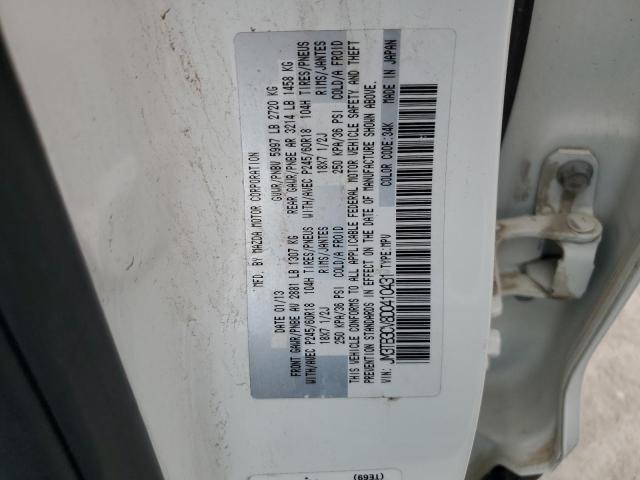 MFD. BY MAZDA MOTOR CORPORATION
DATE 01/13 GVWR/PNBV 5997 LB 2720 KG
FRONT GAWR/PNBE AV 2881 LB 1307 KG REAR GAWR/PNBE AR 3214 LB 1458 KG
WITH/AVEC P245/60R18 104H TIRES/PNEUS WITH/AVEC P245/60R18 104H TIRES/PNEUS
18X7 1/2J RIMS/JANTES 18X7 1/2J RIMS/JANTES
250 KPA/36 PSI COLD/A FROID 250 KPA/36 PSI COLD/A FROID
THIS VEHICLE CONFORMS TO ALL APPLICABLE FEDERAL MOTOR VEHICLE SAFETY AND THEFT
PREVENTION STANDARDS IN EFFECT ON THE DATE OF MANUFACTURE SHOWN ABOVE.
VIN: JM3TB3CV8D0410431 TYPE:MPV COLOR CODE:34K MADE IN JAPAN
(TE69)